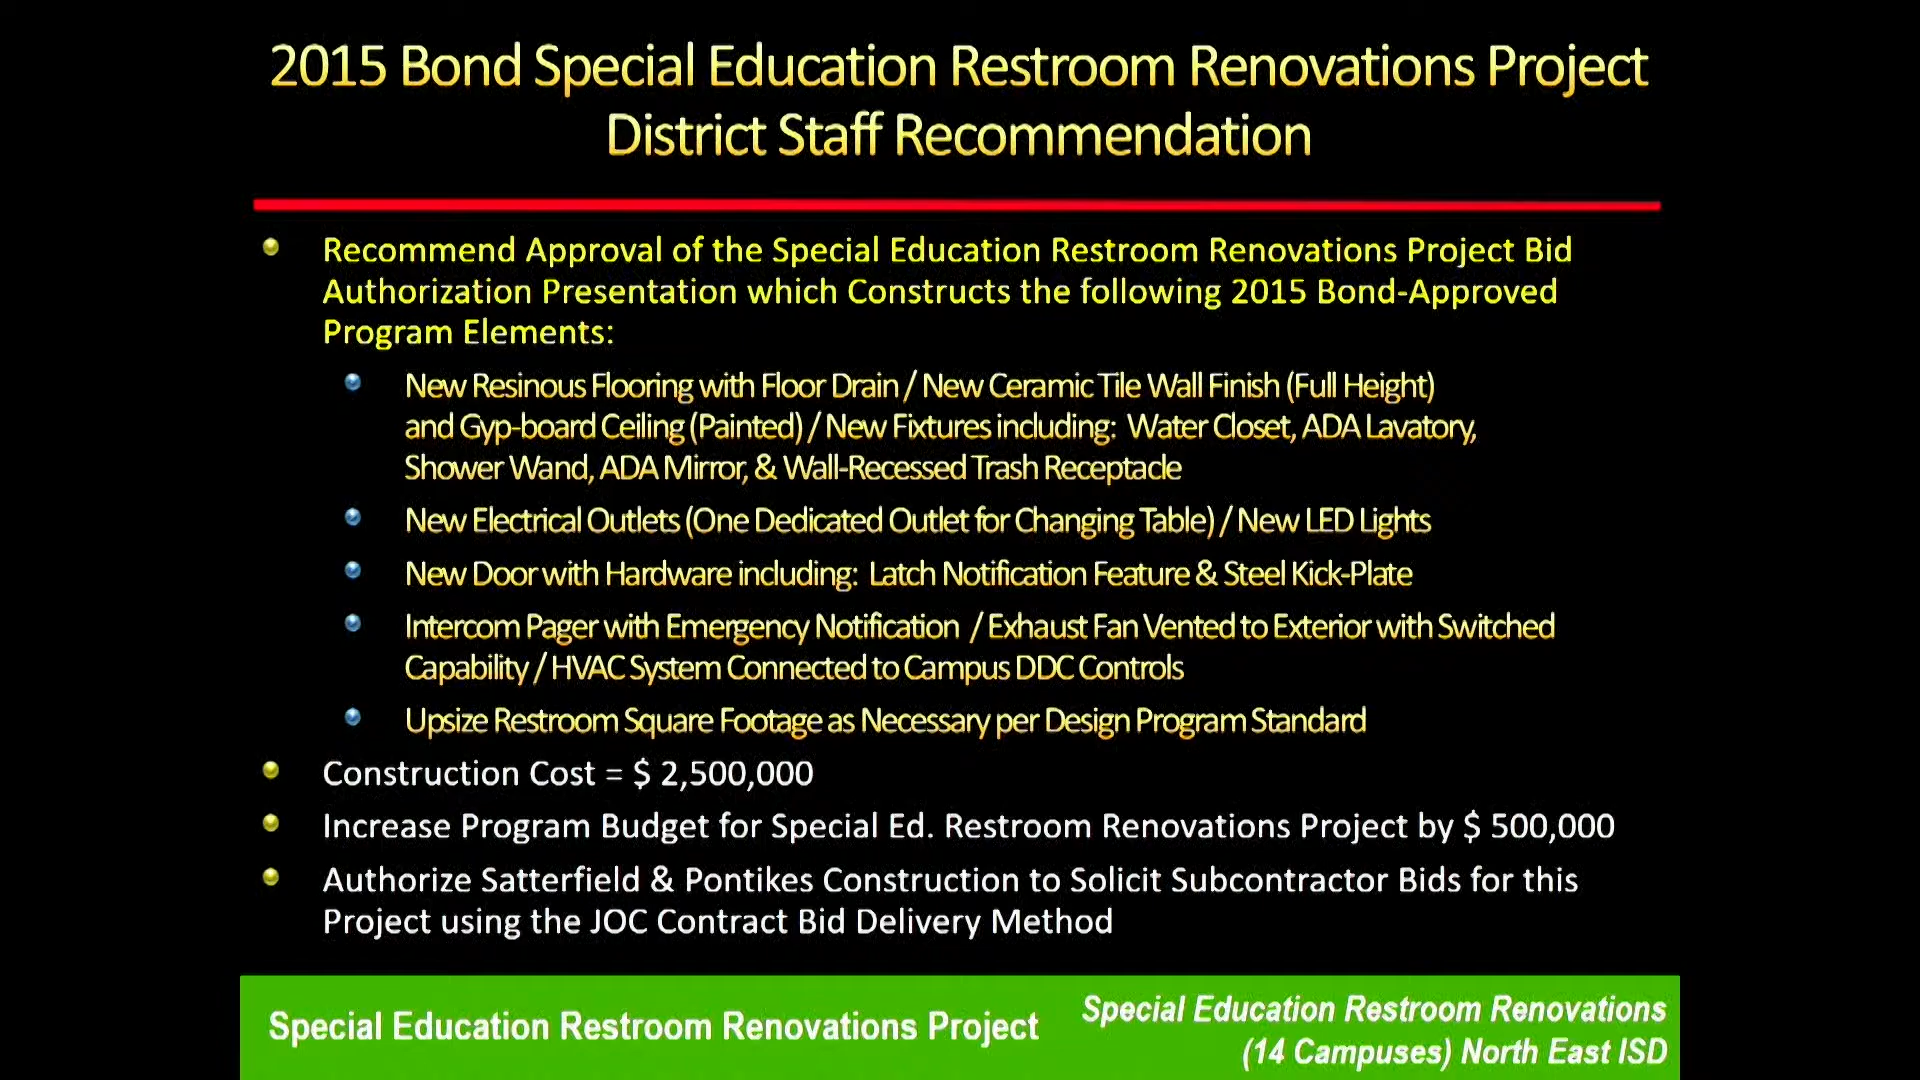 2015 Bond Special Education Restroom Renovations Project
District Staff Recommendation
Recommend Approval of the Special Education Restroom Renovations Project Bid
Authorization Presentation which Constructs the following 2015 Bond-Approved
Program Elements:
New Resinous Flooring with Floor Drain / New Ceramic Tile Wall Finish (Full Height)
and Gyp-board Ceiling (Painted) / New Fixtures including:  Water Closet, ADA Lavatory,
Shower Wand, ADA Mirror, & Wall-Recessed Trash Receptacle
New Electrical Outlets (One Dedicated Outlet for Changing Table) / New LED Lights
New Door with Hardware including:  Latch Notification Feature & Steel Kick-Plate
Intercom Pager with Emergency Notification  / Exhaust Fan Vented to Exterior with Switched
Capability / HVAC System Connected to Campus DDC Controls
Upsize Restroom Square Footage as Necessary per Design Program Standard
Construction Cost = $ 2,500,000
Increase Program Budget for Special Ed. Restroom Renovations Project by $ 500,000
Authorize Satterfield & Pontikes Construction to Solicit Subcontractor Bids for this
Project using the JOC Contract Bid Delivery Method
Special Education Restroom Renovations Project
Special Education Restroom Renovations
(14 Campuses) North East ISD